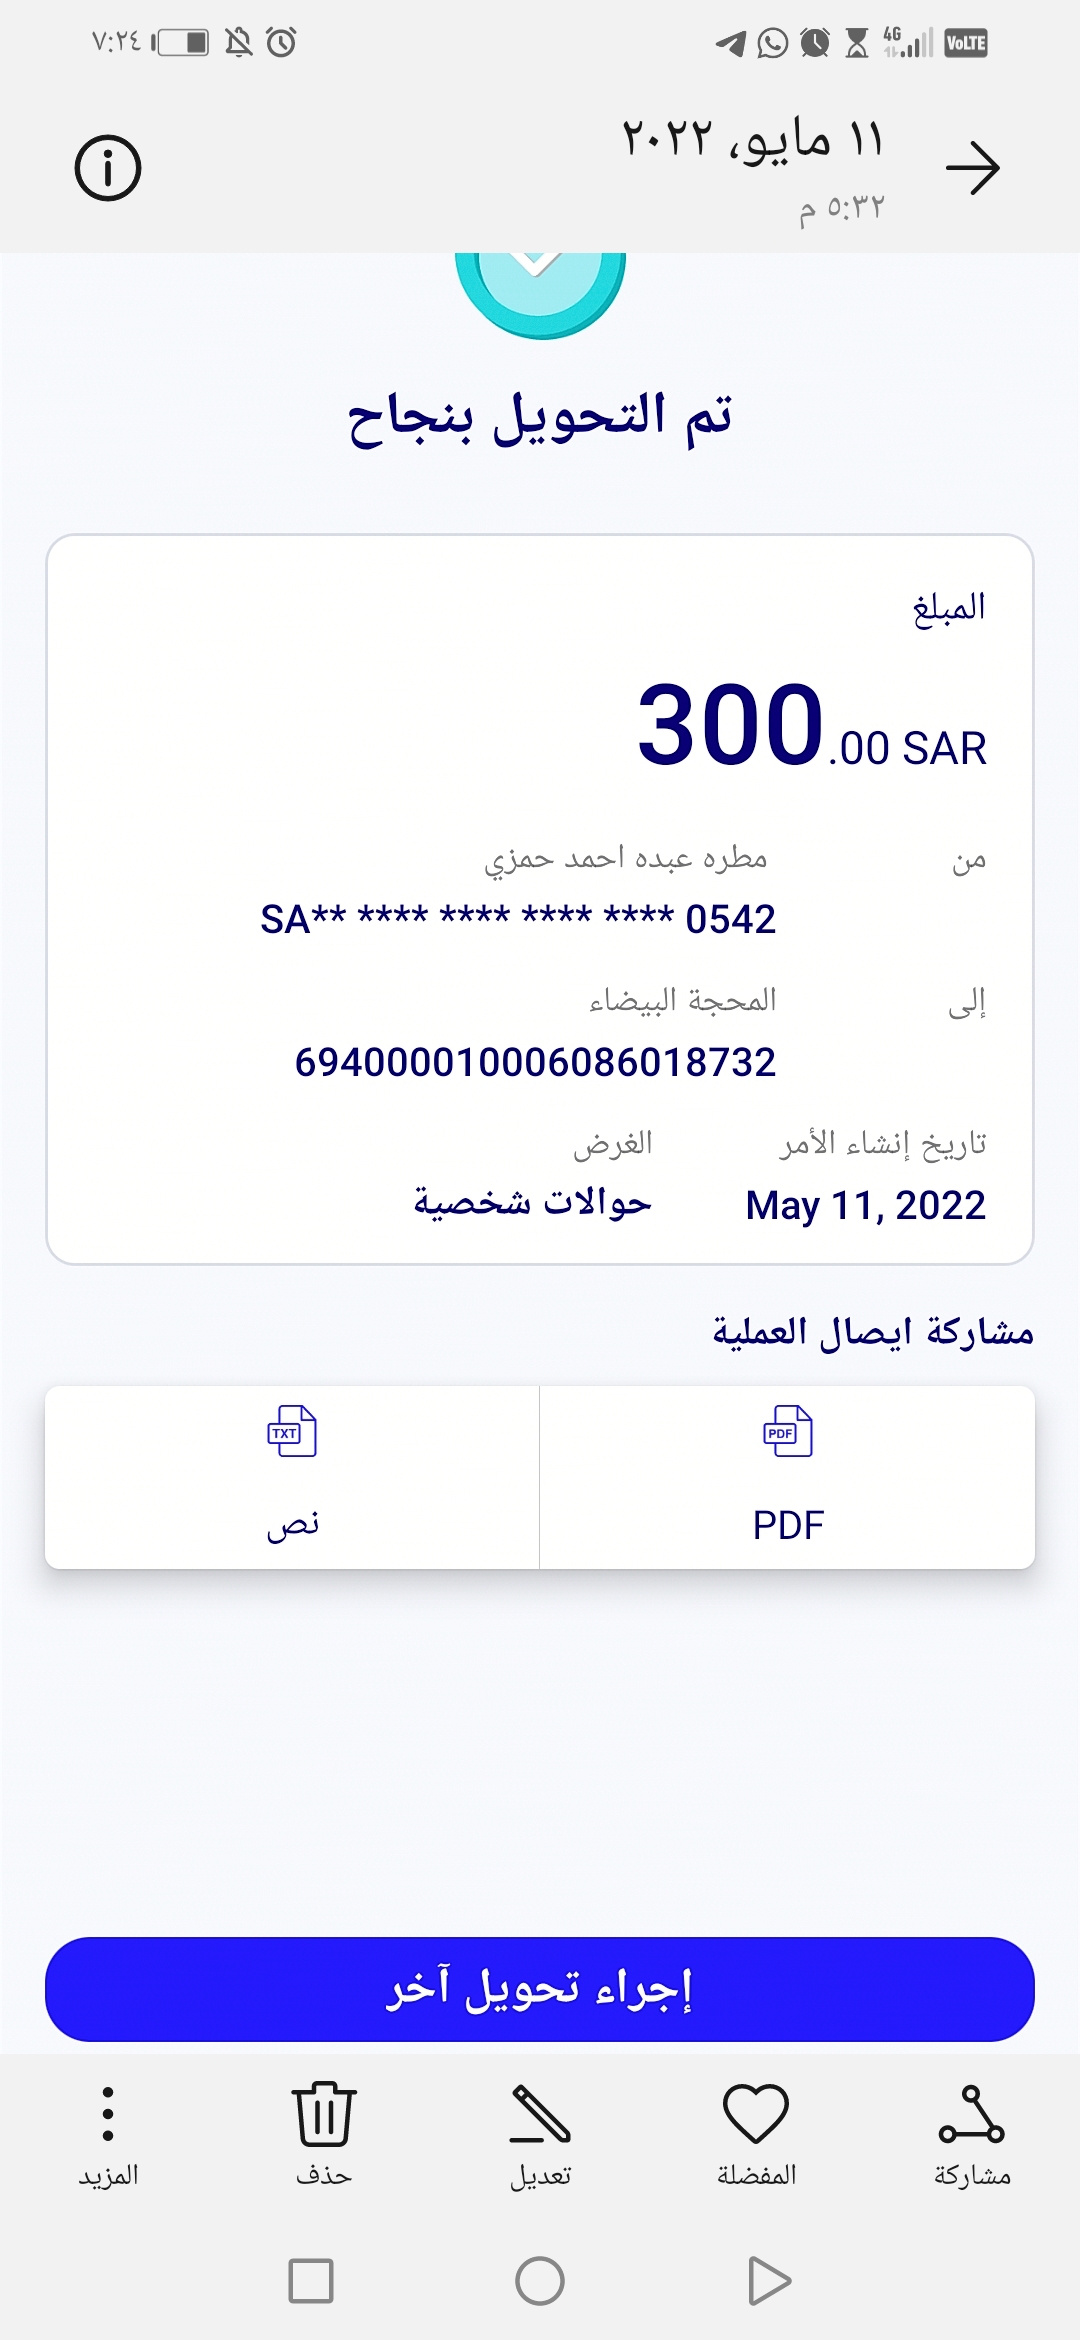 ٧:٢٤
4G VoLTE
١١ مايو، ٢٠٢٢
٥:٣٢ م
تم التحويل بنجاح
المبلغ
300.00 SAR
من
مطره عبده احمد حمزي
SA** **** **** **** **** 0542
إلى
المحجة البيضاء
694000010006086018732
تاريخ إنشاء الأمر
May 11, 2022
الغرض
حوالات شخصية
مشاركة ايصال العملية
PDF
PDF
TXT
نص
إجراء تحويل آخر
مشاركة
المفضلة
تعديل
حذف
المزيد